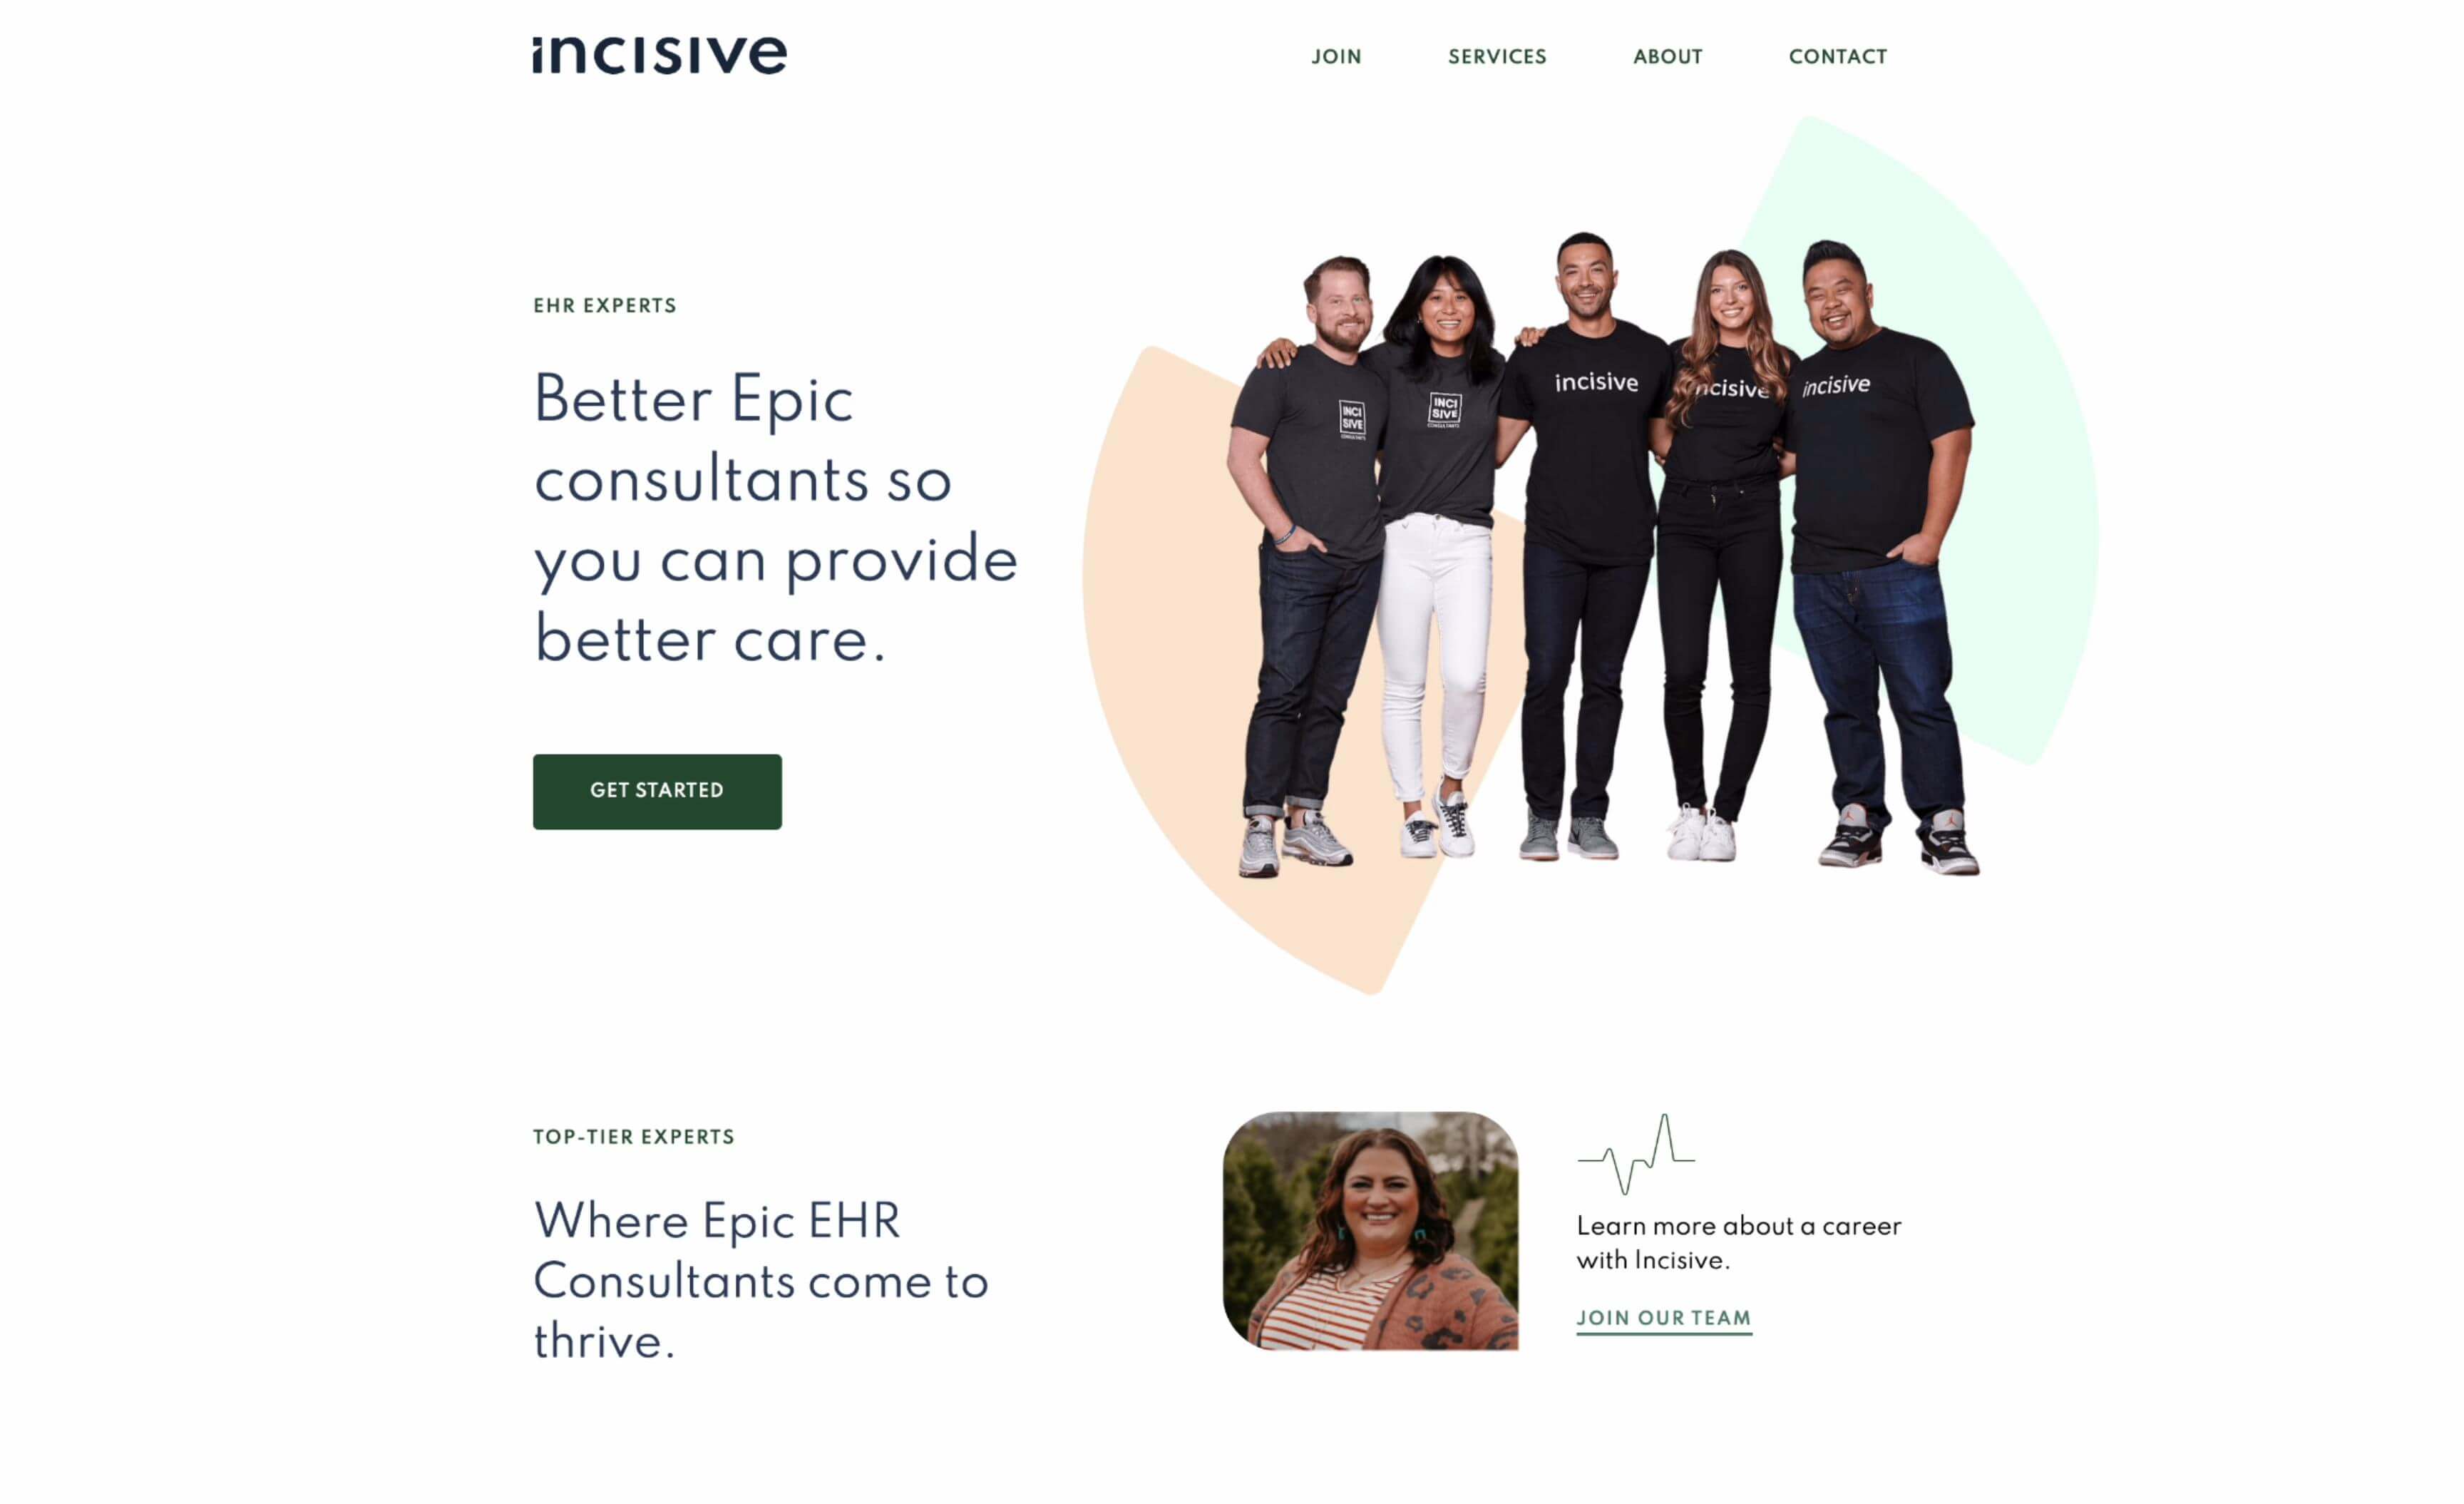 incisive
JOIN SERVICES ABOUT CONTACT
EHR EXPERTS
Better Epic
consultants so
you can provide
better care.
GET STARTED
INCI
SIVE
CONSULTANTS
INCI
SIVE
CONSULTANTS
incisive
ncisive
incisive
TOP-TIER EXPERTS
Where Epic EHR
Consultants come to
thrive.
Learn more about a career
with Incisive.
JOIN OUR TEAM